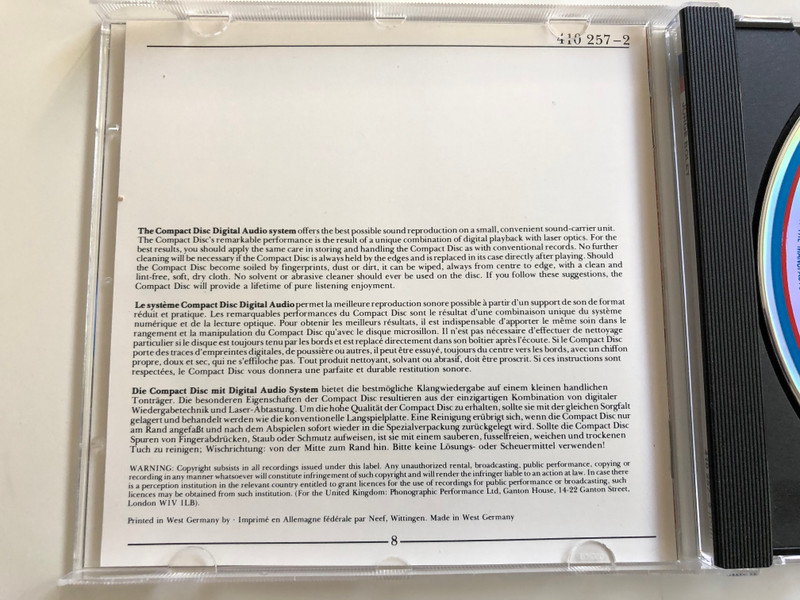 410 257-2
The Compact Disc Digital Audio system offers the best possible sound reproduction on a small, convenient sound-carrier unit.
The Compact Disc's remarkable performance is the result of a unique combination of digital playback with laser optics. For the
best results, you should apply the same care in storing and handling the Compact Disc as with conventional records. No further
cleaning will be necessary if the Compact Disc is always held by the edges and is replaced in its case directly after playing. Should
the Compact Disc become soiled by fingerprints, dust or dirt, it can be wiped, always from centre to edge, with a clean and
lint-free, soft, dry cloth. No solvent or abrasive cleaner should ever be used on the disc. If you follow these suggestions, the
Compact Disc will provide a lifetime of pure listening enjoyment.
Le système Compact Disc Digital Audio permet la meilleure reproduction sonore possible à partir d'un support de son de format
réduit et pratique. Les remarquables performances du Compact Disc sont le résultat d'une combinaison unique du système
numérique et de la lecture optique. Pour obtenir les meilleurs résultats, il est indispensable d'apporter le même soin dans le
rangement et la manipulation du Compact Disc qu'avec le disque microsillon. Il n'est pas nécessaire d'effectuer de nettoyage
particulier si le disque est toujours tenu par les bords et est replacé directement dans son boîtier après l'écoute. Si le Compact Disc
porte des traces d'empreintes digitales, de poussière ou autres, il peut être essuyé, toujours du centre vers les bords, avec un chiffon
propre, doux et sec, qui ne s'effiloche pas. Tout produit nettoyant, solvant ou abrasif, doit être proscrit. Si ces instructions sont
respectées, le Compact Disc vous donnera une parfaite et durable restitution sonore.
Die Compact Disc mit Digital Audio System bietet die bestmögliche Klangwiedergabe auf einem kleinen handlichen
Tonträger. Die besonderen Eigenschaften der Compact Disc resultieren aus der einzigartigen Kombination von digitaler
Wiedergabetechnik und Laser-Abtastung. Um die hohe Qualität der Compact Disc zu erhalten, sollte sie mit der gleichen Sorgfalt
gelagert und behandelt werden wie die konventionelle Langspielplatte. Eine Reinigung erübrigt sich, wenn die Compact Disc nur
am Rand angefaßt und nach dem Abspielen sofort wieder in die Spezialverpackung zurückgelegt wird. Sollte die Compact Disc
Spuren von Fingerabdrücken, Staub oder Schmutz aufweisen, ist sie mit einem sauberen, fusselfreien, weichen und trockenen
Tuch zu reinigen; Wischrichtung: von der Mitte zum Rand hin. Bitte keine Lösungs- oder Scheuermittel verwenden!
WARNING: Copyright subsists in all recordings issued under this label. Any unauthorized rental, broadcasting, public performance, copying or
recording in any manner whatsoever will constitute infringement of such copyright and will render the infringer liable to an action at law. In case there
is a perception institution in the relevant country entitled to grant licences for the use of recordings for public performance or broadcasting, such
licences may be obtained from such institution. (For the United Kingdom: Phonographic Performance Ltd, Ganton House, 14-22 Ganton Street,
London W1V 1LB).
Printed in West Germany by · Imprimé en Allemagne fédérale par Neef, Wittingen. Made in West Germany
8